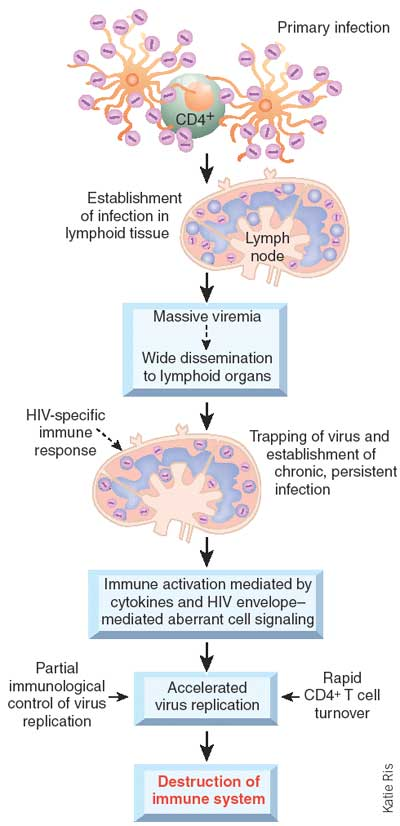 Primary infection
CD4+
Establishment
of infection in
lymphoid tissue
Lymph
node
Massive viremia
Wide dissemination
to lymphoid organs
HIV-specific
immune
response
Trapping of virus and
establishment of
chronic, persistent
infection
Immune activation mediated by
cytokines and HIV envelope–
mediated aberrant cell signaling
Partial
immunological
control of virus
replication
Accelerated
virus replication
Rapid
CD4+ T cell
turnover
Destruction of
immune system
Katie Ris